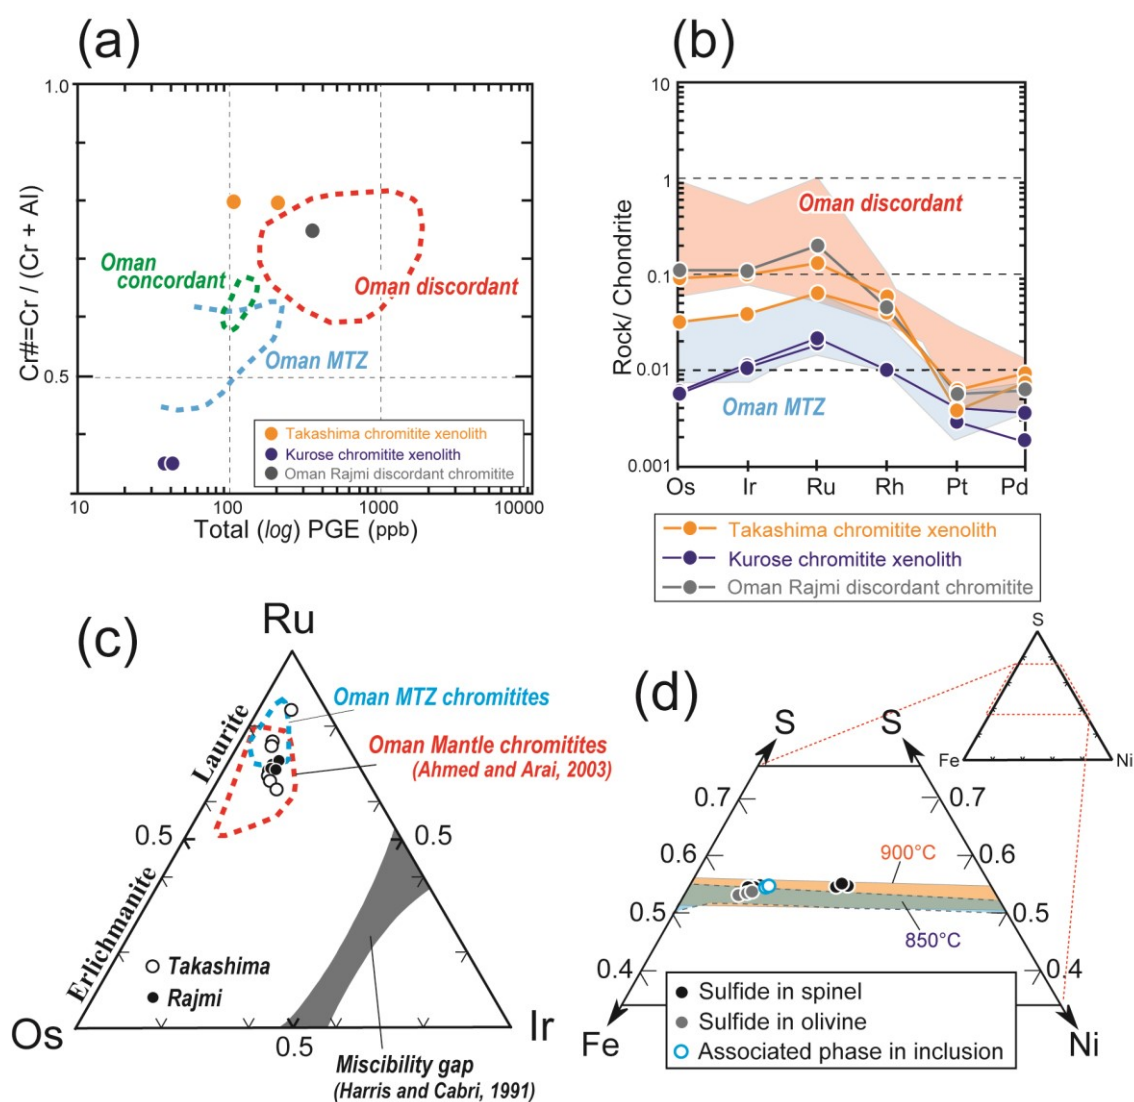 (a)
1.0
0.5
Cr#=Cr / (Cr + Al)
Oman
concordant
Oman discordant
Oman MTZ
Takashima chromitite xenolith
Kurose chromitite xenolith
Oman Rajmi discordant chromitite
10
100
1000
10000
Total (log) PGE (ppb)
(b)
10
1
0.1
0.01
0.001
Rock/ Chondrite
Oman discordant
Oman MTZ
Os
Ir
Ru
Rh
Pt
Pd
Takashima chromitite xenolith
Kurose chromitite xenolith
Oman Rajmi discordant chromitite
(c)
Ru
Oman MTZ chromitites
Oman Mantle chromitites
(Ahmed and Arai, 2003)
Laurite
0.5
0.5
Erlichmanite
Takashima
Rajmi
Os
Ir
0.5
Miscibility gap
(Harris and Cabri, 1991)
(d)
S
Fe
Ni
S
S
0.7
0.7
0.6
0.6
900°C
0.5
0.5
850°C
0.4
0.4
Sulfide in spinel
Sulfide in olivine
Associated phase in inclusion
Fe
Ni